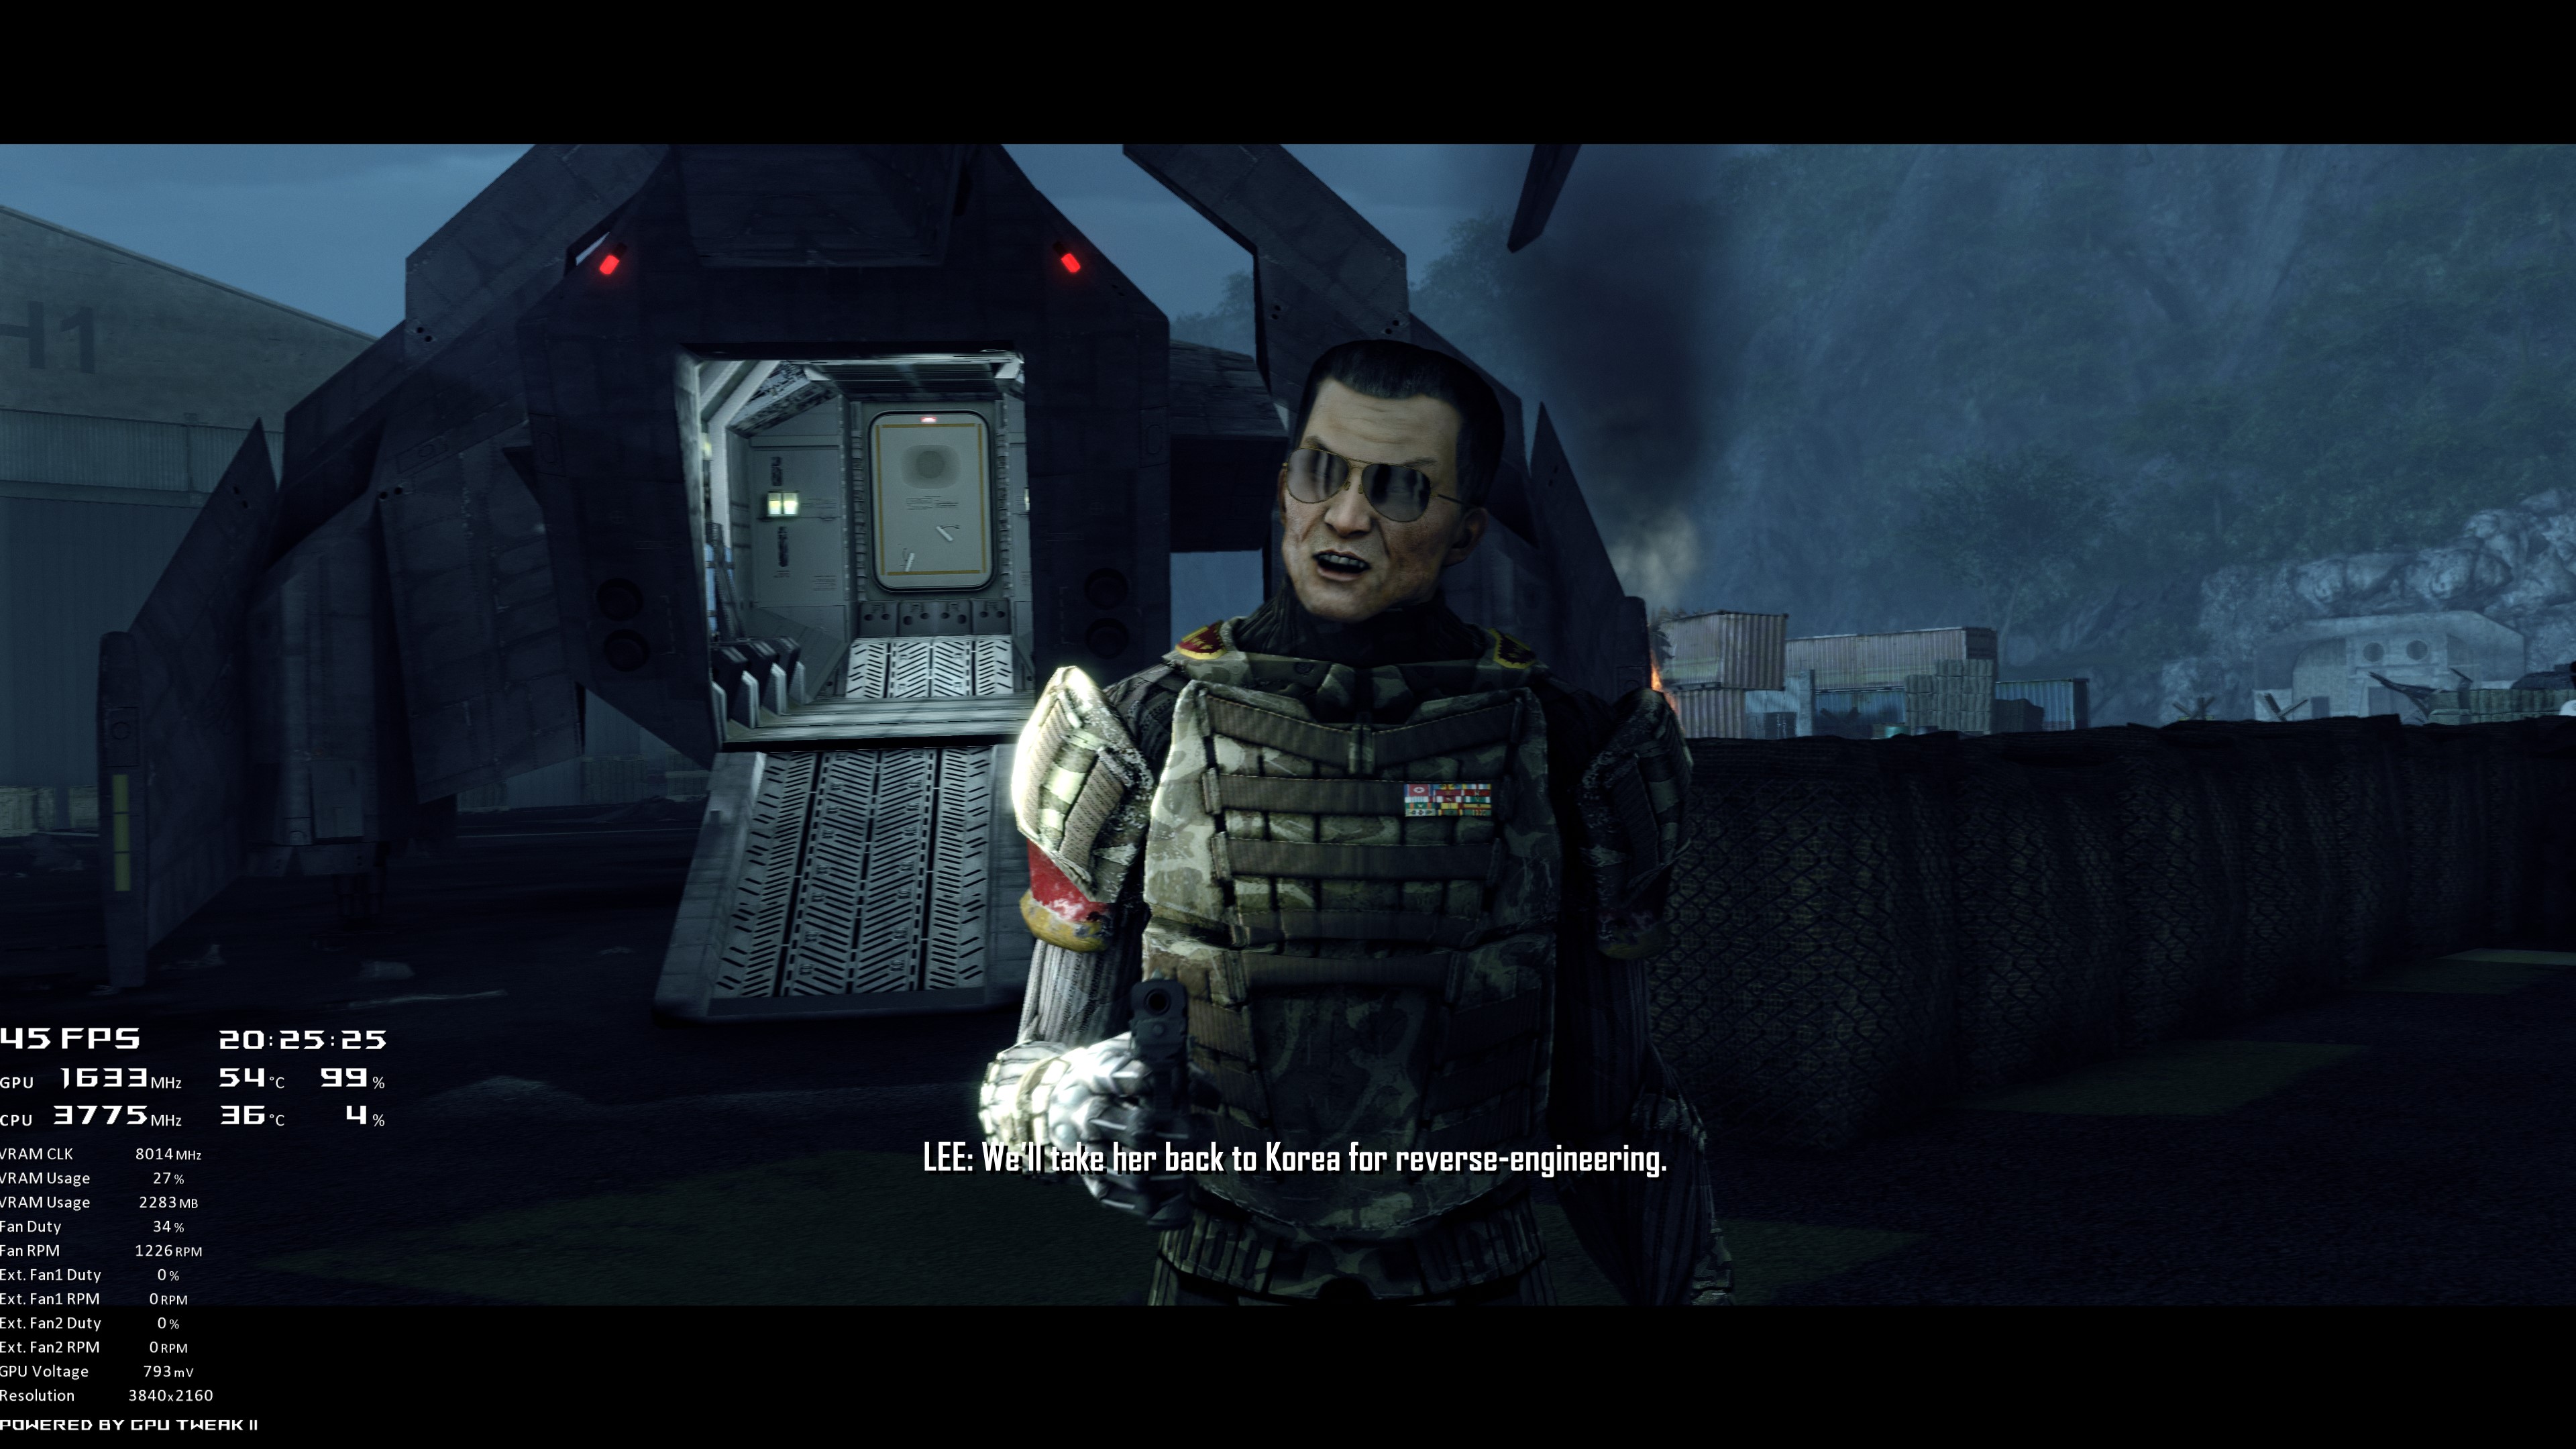 H1
LEE: We'll take her back to Korea for reverse-engineering.
45 FPS 20:25:25
GPU 1633 MHz 54 °C 99 %
CPU 3775 MHz 36 °C 4 %
VRAM CLK 8014 MHz
VRAM Usage 27 %
VRAM Usage 2283 MB
Fan Duty 34 %
Fan RPM 1226 RPM
Ext. Fan1 Duty 0 %
Ext. Fan1 RPM 0 RPM
Ext. Fan2 Duty 0 %
Ext. Fan2 RPM 0 RPM
GPU Voltage 793 mV
Resolution 3840x2160
POWERED BY GPU TWEAK II